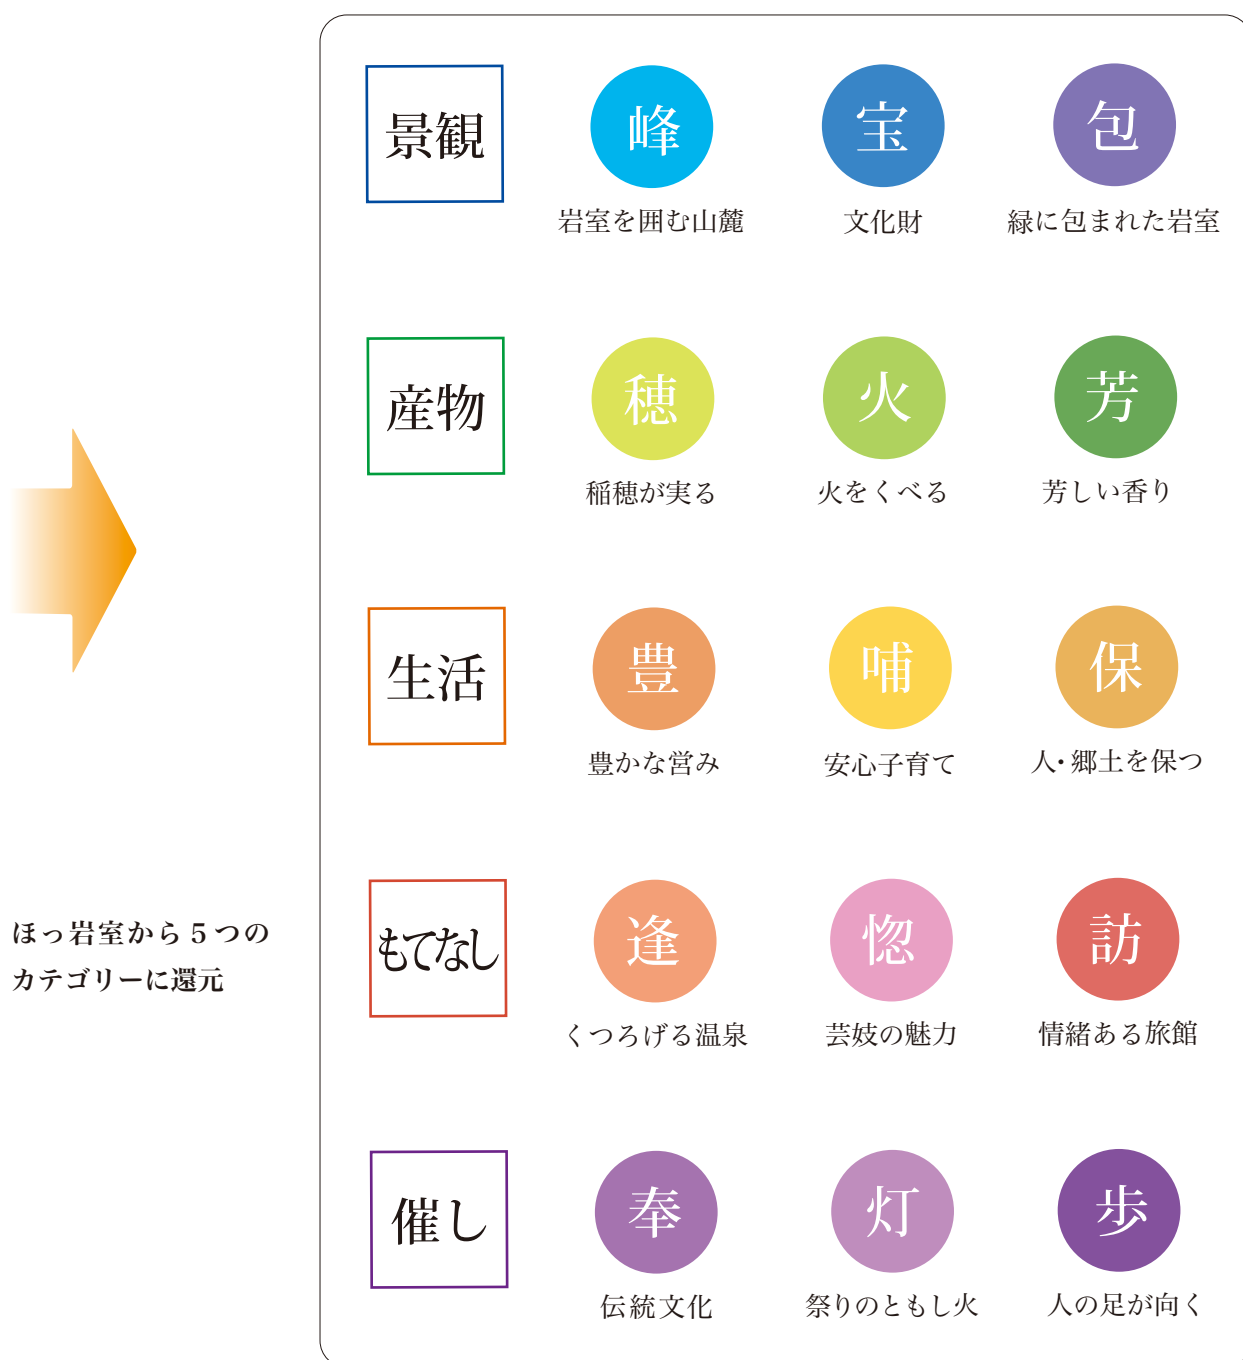 景観
峰
宝
包
岩室を囲む山麓
文化財
緑に包まれた岩室
産物
穂
火
芳
稲穂が実る
火をくべる
芳しい香り
生活
豊
哺
保
豊かな営み
安心子育て
人・郷土を保つ
ほっ岩室から５つの
カテゴリーに還元
もてなし
逢
惚
訪
くつろげる温泉
芸妓の魅力
情緒ある旅館
催し
奉
灯
歩
伝統文化
祭りのともし火
人の足が向く